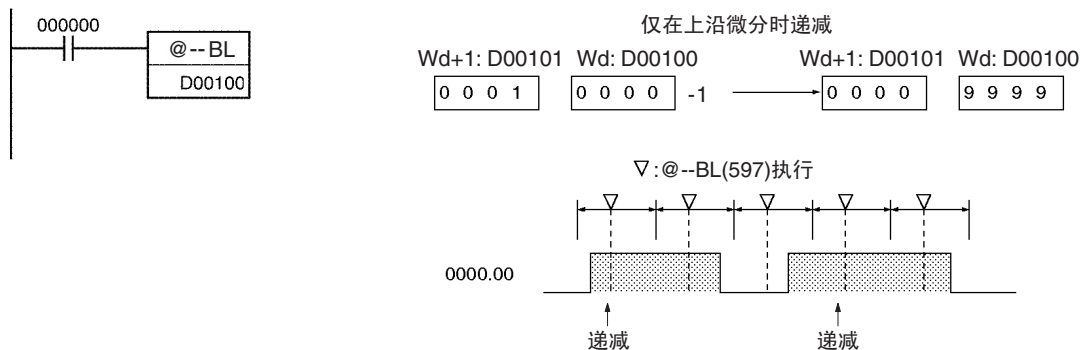 000000
@--BL
D00100
仅在上沿微分时递减
Wd+1: D00101 Wd: D00100 Wd+1: D00101 Wd: D00100
0 0 0 1 0 0 0 0 -1 0 0 0 0 9 9 9 9
▽:@--BL(597)执行
0000.00
递减 递减